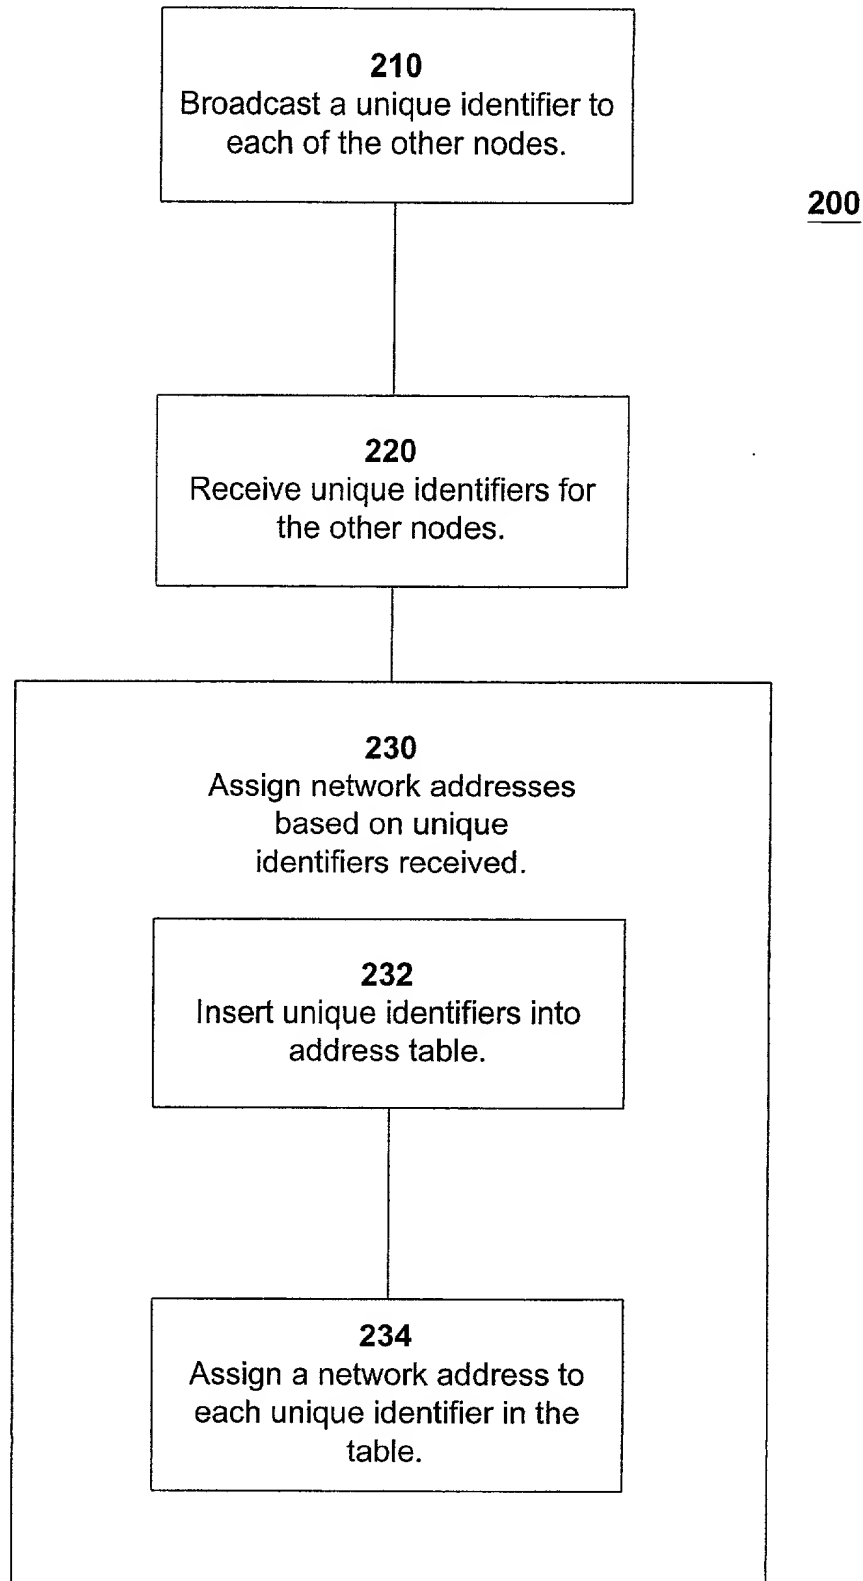 210
Broadcast a unique identifier to
each of the other nodes.
200
220
Receive unique identifiers for
the other nodes.
230
Assign network addresses
based on unique
identifiers received.
232
Insert unique identifiers into
address table.
234
Assign a network address to
each unique identifier in the
table.